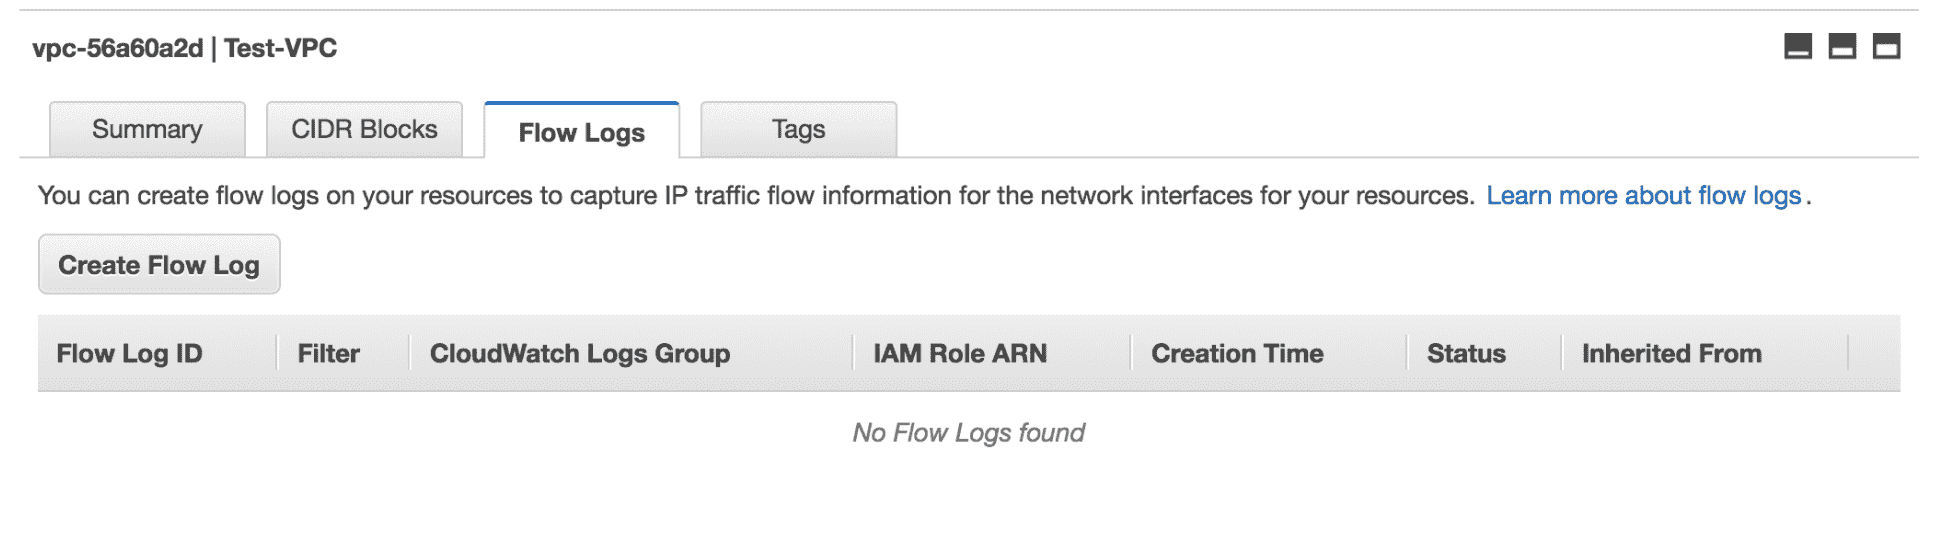 vpc-56a60a2d | Test-VPC
Summary CIDR Blocks Flow Logs Tags
You can create flow logs on your resources to capture IP traffic flow information for the network interfaces for your resources. Learn more about flow logs.
Create Flow Log
Flow Log ID Filter CloudWatch Logs Group IAM Role ARN Creation Time Status Inherited From
No Flow Logs found